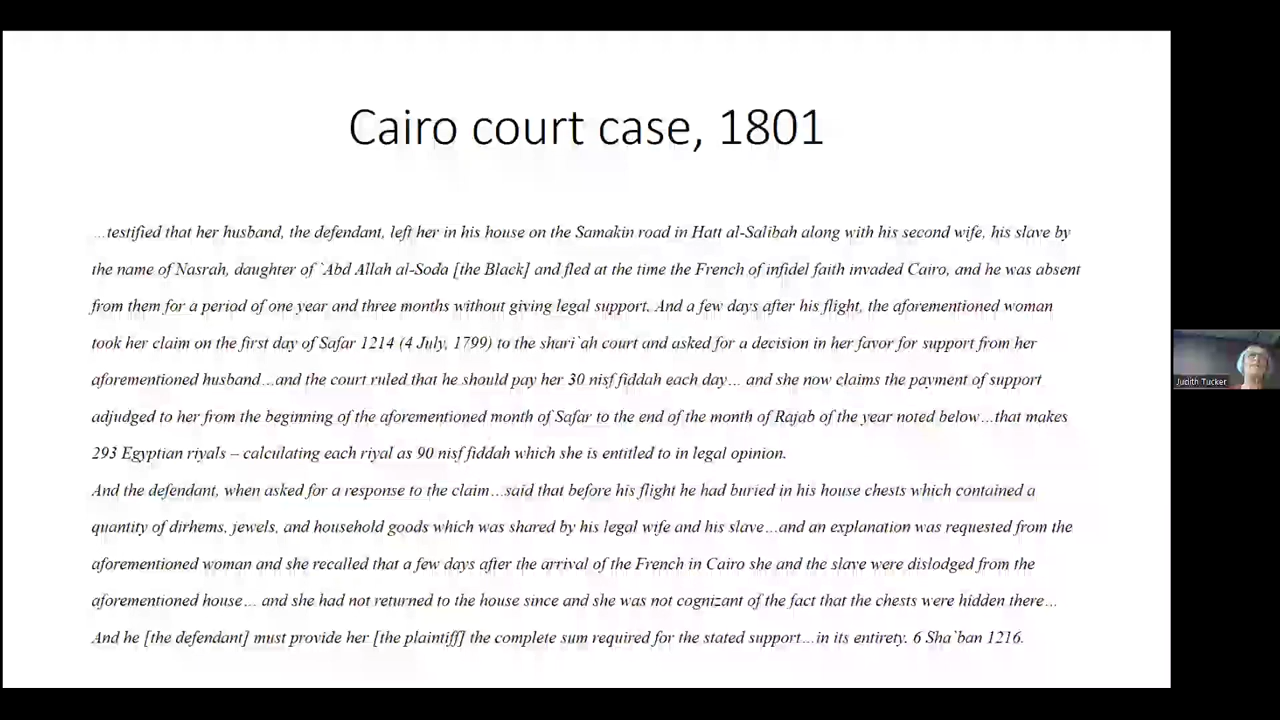 Cairo court case, 1801
…testified that her husband, the defendant, left her in his house on the Samakin road in Hatt al-Salibah along with his second wife, his slave by
the name of Nasrah, daughter of `Abd Allah al-Soda [the Black] and fled at the time the French of infidel faith invaded Cairo, and he was absent
from them for a period of one year and three months without giving legal support. And a few days after his flight, the aforementioned woman
took her claim on the first day of Safar 1214 (4 July, 1799) to the shari`ah court and asked for a decision in her favor for support from her
aforementioned husband…and the court ruled that he should pay her 30 nisf fiddah each day… and she now claims the payment of support
adjudged to her from the beginning of the aforementioned month of Safar to the end of the month of Rajab of the year noted below…that makes
293 Egyptian riyals – calculating each riyal as 90 nisf fiddah which she is entitled to in legal opinion.
And the defendant, when asked for a response to the claim…said that before his flight he had buried in his house chests which contained a
quantity of dirhems, jewels, and household goods which was shared by his legal wife and his slave…and an explanation was requested from the
aforementioned woman and she recalled that a few days after the arrival of the French in Cairo she and the slave were dislodged from the
aforementioned house… and she had not returned to the house since and she was not cognizant of the fact that the chests were hidden there…
And he [the defendant] must provide her [the plaintiff] the complete sum required for the stated support…in its entirety. 6 Sha`ban 1216.
Judith Tucker